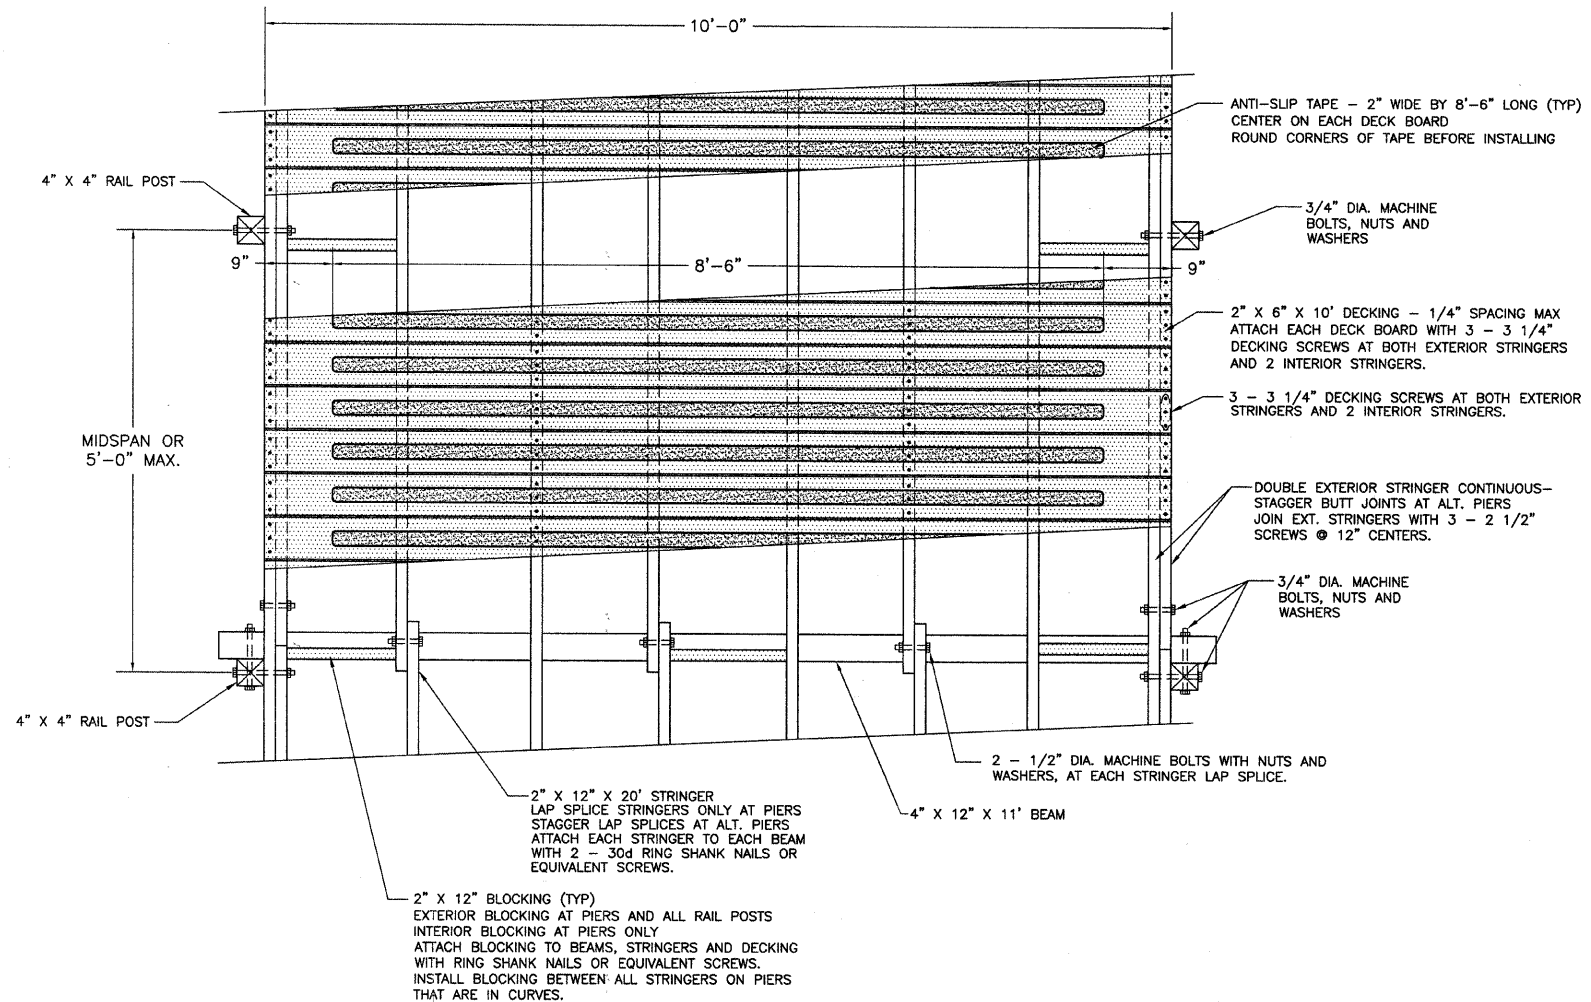 10'-0"
ANTI-SLIP TAPE - 2" WIDE BY 8'-6" LONG (TYP)
CENTER ON EACH DECK BOARD
ROUND CORNERS OF TAPE BEFORE INSTALLING
4" X 4" RAIL POST
3/4" DIA. MACHINE
BOLTS, NUTS AND
WASHERS
9"
8'-6"
9"
2" X 6" X 10' DECKING - 1/4" SPACING MAX
ATTACH EACH DECK BOARD WITH 3 - 3 1/4"
DECKING SCREWS AT BOTH EXTERIOR STRINGERS
AND 2 INTERIOR STRINGERS.
3 - 3 1/4" DECKING SCREWS AT BOTH EXTERIOR
STRINGERS AND 2 INTERIOR STRINGERS.
MIDSPAN OR
5'-0" MAX.
DOUBLE EXTERIOR STRINGER CONTINUOUS-
STAGGER BUTT JOINTS AT ALT. PIERS
JOIN EXT. STRINGERS WITH 3 - 2 1/2"
SCREWS @ 12" CENTERS.
3/4" DIA. MACHINE
BOLTS, NUTS AND
WASHERS
4" X 4" RAIL POST
2 - 1/2" DIA. MACHINE BOLTS WITH NUTS AND
WASHERS, AT EACH STRINGER LAP SPLICE.
4" X 12" X 11' BEAM
2" X 12" X 20' STRINGER
LAP SPLICE STRINGERS ONLY AT PIERS
STAGGER LAP SPLICES AT ALT. PIERS
ATTACH EACH STRINGER TO EACH BEAM
WITH 2 - 30d RING SHANK NAILS OR
EQUIVALENT SCREWS.
2" X 12" BLOCKING (TYP)
EXTERIOR BLOCKING AT PIERS AND ALL RAIL POSTS
INTERIOR BLOCKING AT PIERS ONLY
ATTACH BLOCKING TO BEAMS, STRINGERS AND DECKING
WITH RING SHANK NAILS OR EQUIVALENT SCREWS.
INSTALL BLOCKING BETWEEN ALL STRINGERS ON PIERS
THAT ARE IN CURVES.